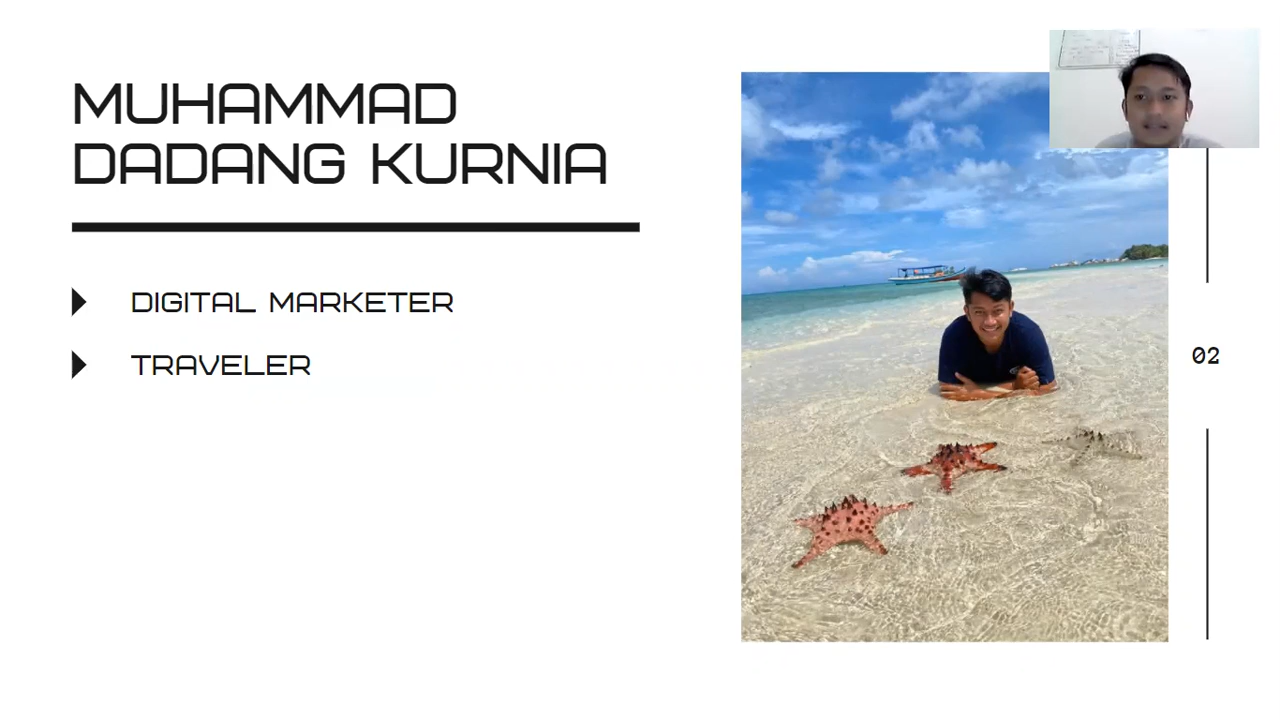 MUHAMMAD
DADANG KURNIA
DIGITAL MARKETER
TRAVELER
02